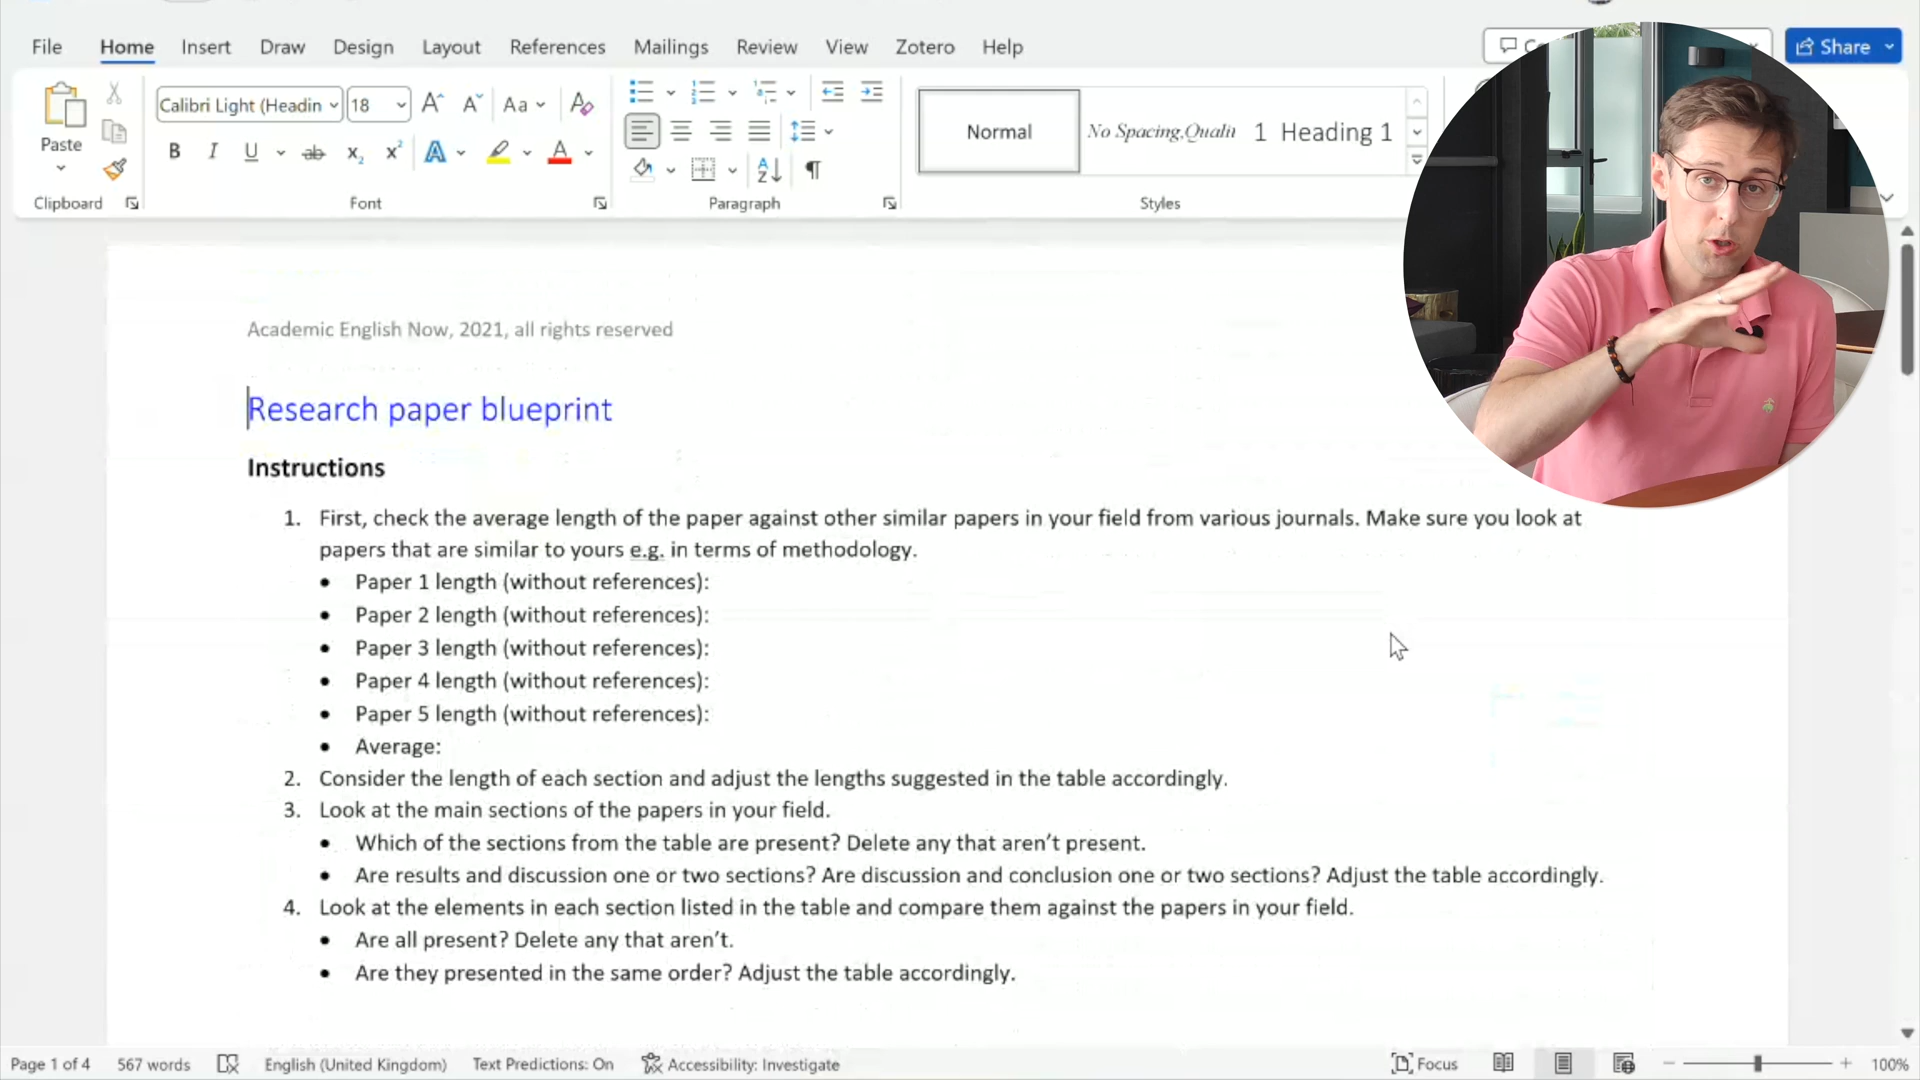 File Home Insert Draw Design Layout References Mailings Review View Zotero Help
Share
Calibri Light (Headin 18 Aa
Paste
B I U ab x₂ x² A A
Normal No Spacing,Qualit 1 Heading 1
Clipboard Font Paragraph Styles
Academic English Now, 2021, all rights reserved
Research paper blueprint
Instructions
1. First, check the average length of the paper against other similar papers in your field from various journals. Make sure you look at
papers that are similar to yours e.g. in terms of methodology.
• Paper 1 length (without references):
• Paper 2 length (without references):
• Paper 3 length (without references):
• Paper 4 length (without references):
• Paper 5 length (without references):
• Average:
2. Consider the length of each section and adjust the lengths suggested in the table accordingly.
3. Look at the main sections of the papers in your field.
• Which of the sections from the table are present? Delete any that aren’t present.
• Are results and discussion one or two sections? Are discussion and conclusion one or two sections? Adjust the table accordingly.
4. Look at the elements in each section listed in the table and compare them against the papers in your field.
• Are all present? Delete any that aren’t.
• Are they presented in the same order? Adjust the table accordingly.
Page 1 of 4 567 words English (United Kingdom) Text Predictions: On Accessibility: Investigate Focus 100%